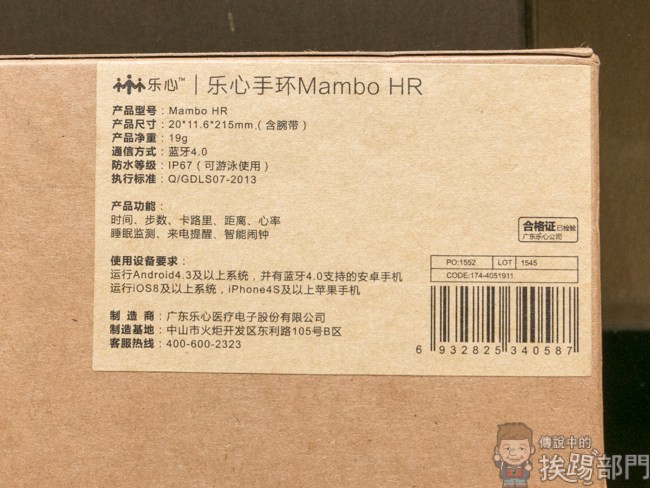 乐心™ | 乐心手环Mambo HR
产品型号：Mambo HR
产品尺寸：20*11.6*215mm（含腕带）
产品净重：19g
通信方式：蓝牙4.0
防水等级：IP67（可游泳使用）
执行标准：Q/GDLS07-2013
产品功能：
时间、步数、卡路里、距离、心率
睡眠监测、来电提醒、智能闹钟
合格证 已检验
广东乐心公司
使用设备要求：
运行Android4.3及以上系统，并有蓝牙4.0支持的安卓手机
运行iOS8及以上系统，iPhone4S及以上苹果手机
PO:1552 LOT 1545
CODE:174-4051911
6 932825 340587
制 造 商：广东乐心医疗电子股份有限公司
制造基地：中山市火炬开发区东利路105号B区
客服热线：400-600-2323
傳說中的
挨踢部門